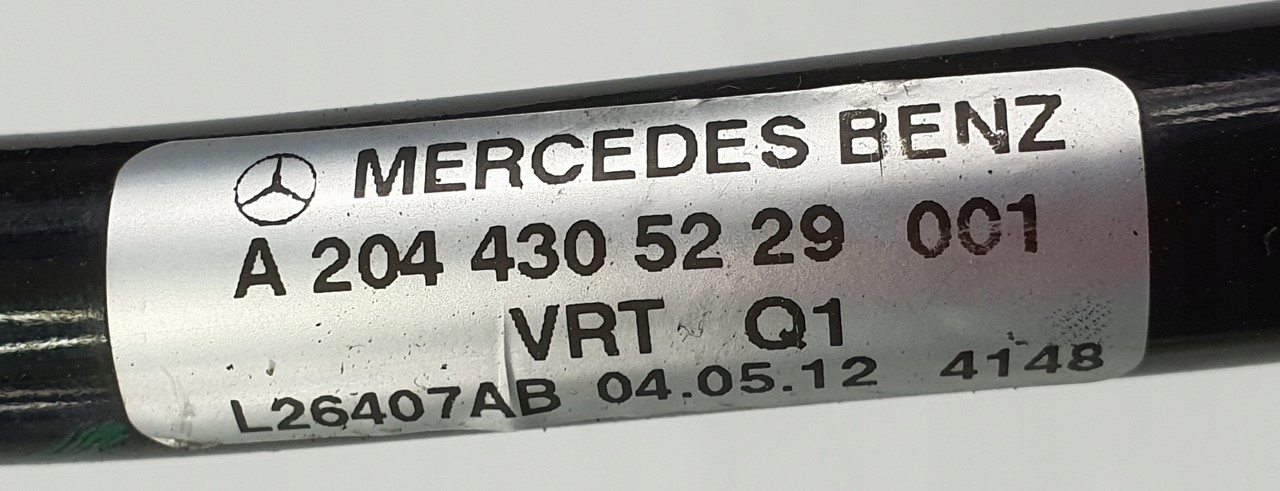 MERCEDES BENZ
A 204 430 52 29 001
VRT Q1
L26407AB 04.05.12 4148